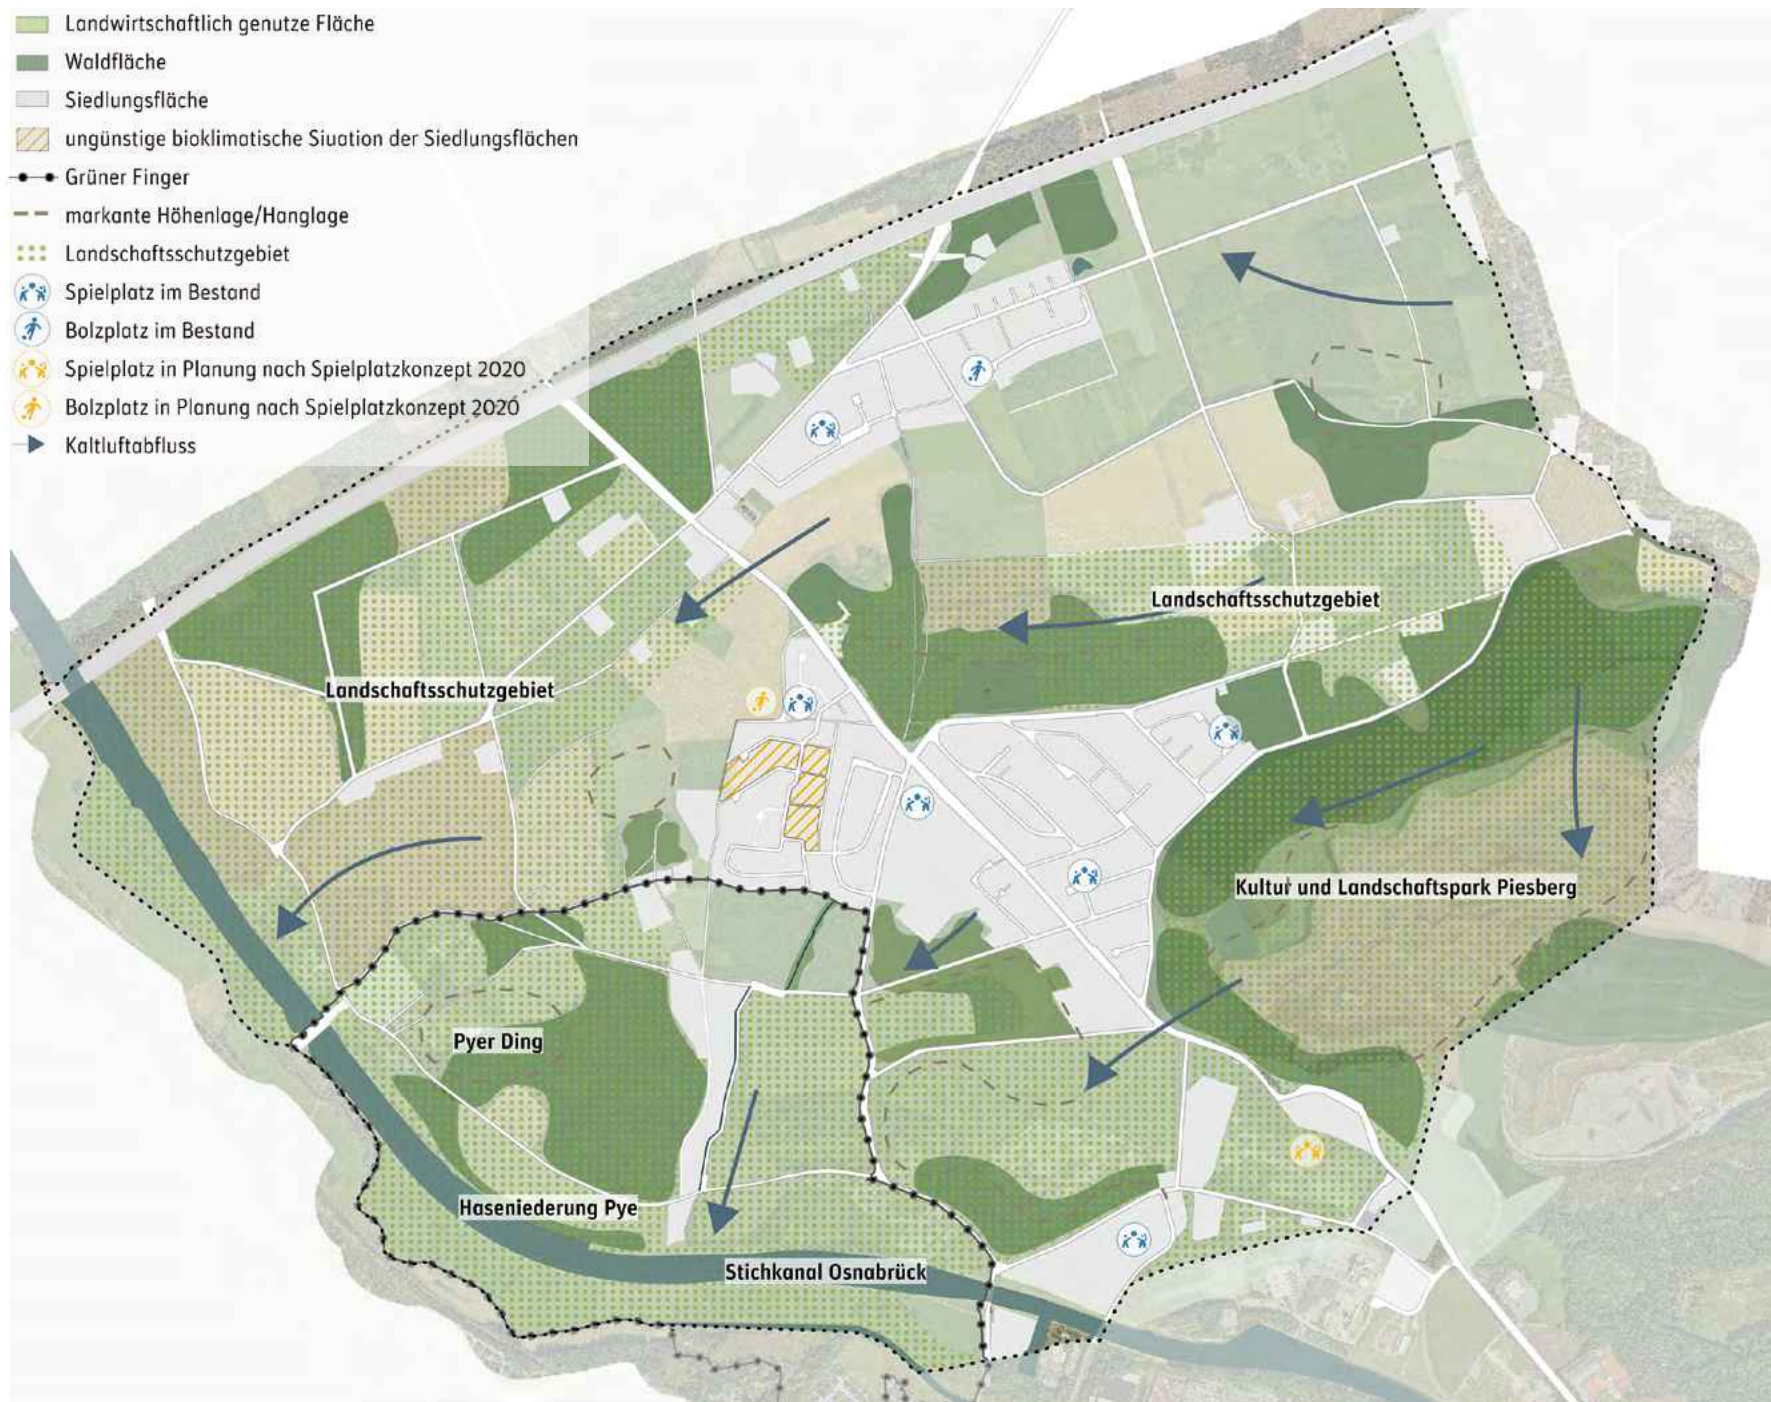 Landwirtschaftlich genutze Fläche
Waldfläche
Siedlungsfläche
ungünstige bioklimatische Siuation der Siedlungsflächen
Grüner Finger
markante Höhenlage/Hanglage
Landschaftsschutzgebiet
Spielplatz im Bestand
Bolzplatz im Bestand
Spielplatz in Planung nach Spielplatzkonzept 2020
Bolzplatz in Planung nach Spielplatzkonzept 2020
Kaltluftabfluss
Landschaftsschutzgebiet
Landschaftsschutzgebiet
Kultur und Landschaftspark Piesberg
Pyer Ding
Haseniederung Pye
Stichkanal Osnabrück